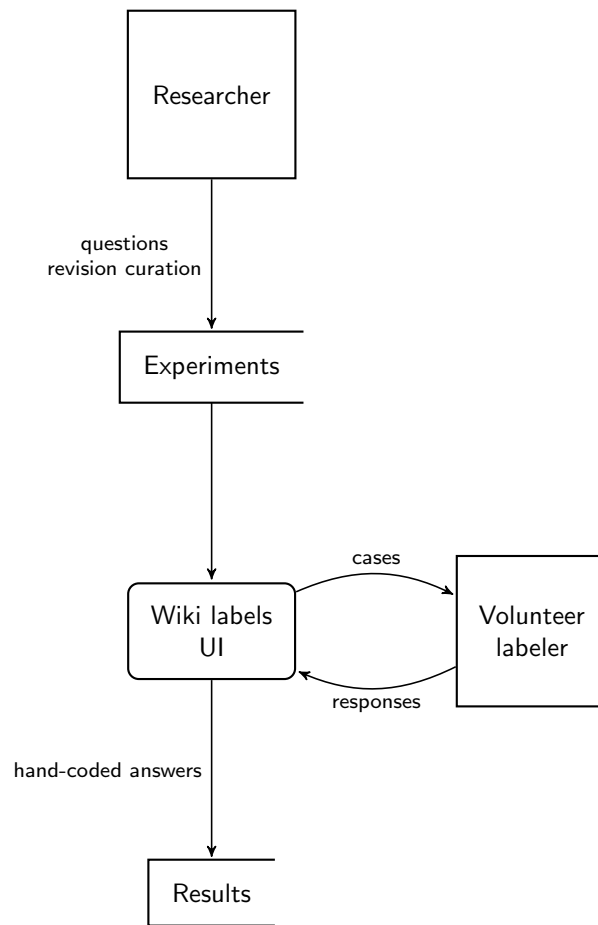 Researcher
questions
revision curation
Experiments
cases
Wiki labels
UI
Volunteer
labeler
responses
hand-coded answers
Results